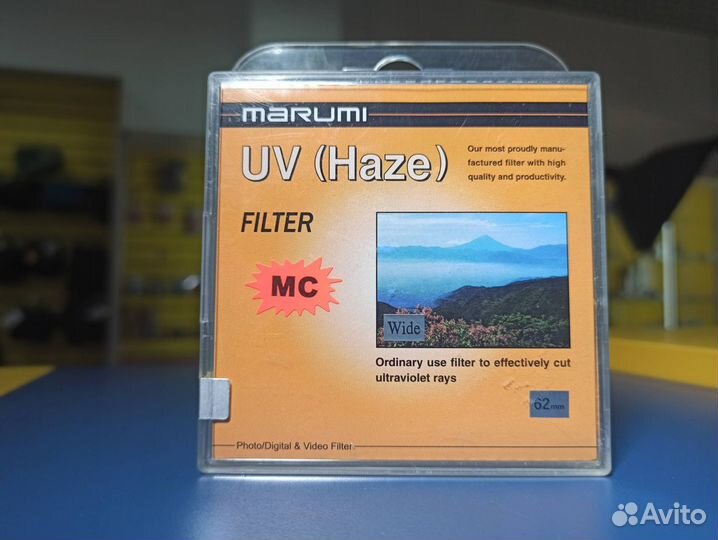 marumi
UV (Haze)
Our most proudly manu-
factured filter with high
quality and productivity.
FILTER
MC
Wide
Ordinary use filter to effectively cut
ultraviolet rays
62mm
Photo/Digital & Video Filter
Avito